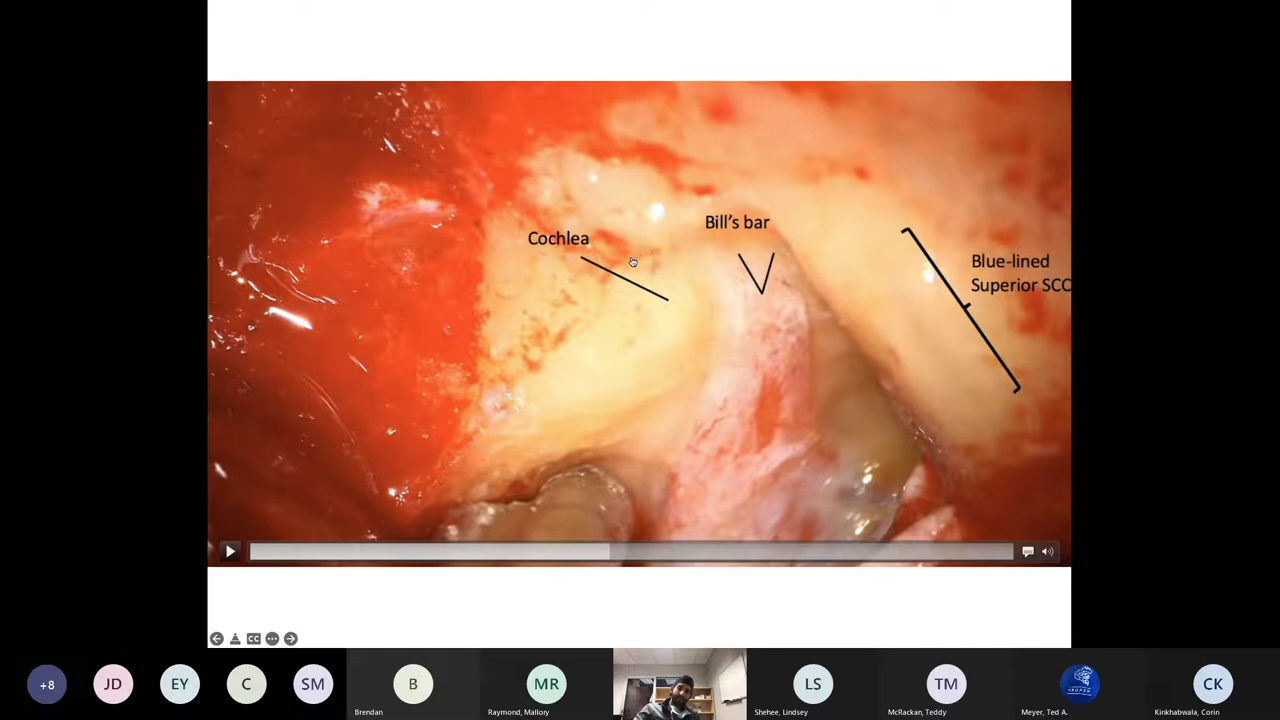 Bill's bar
Cochlea
Blue-lined
Superior SCC
CC
+8
JD
EY
C
SM
B
Brendan
MR
Raymond, Mallory
LS
Shehee, Lindsey
TM
McRackan, Teddy
Meyer, Ted A.
CK
Kinkhabwala, Corin